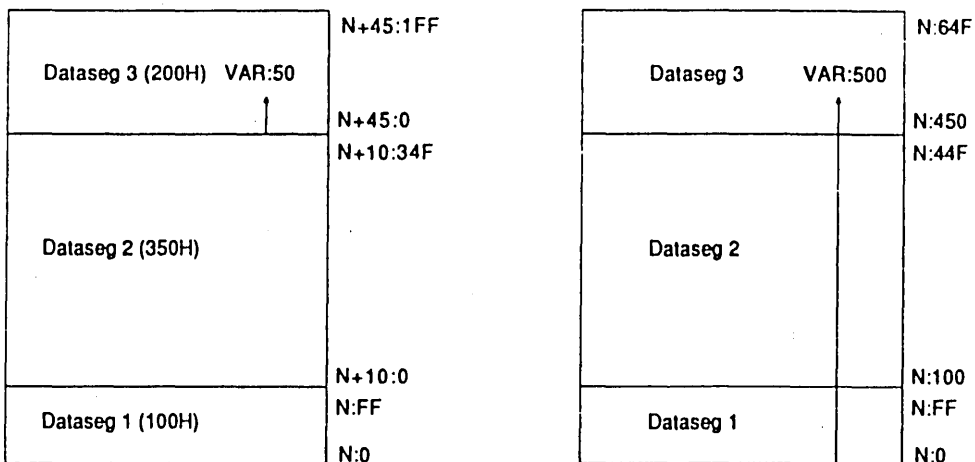 N+45:1FF
Dataseg 3 (200H) VAR:50
N+45:0
N+10:34F
Dataseg 2 (350H)
N+10:0
N:FF
Dataseg 1 (100H)
N:0
N:64F
Dataseg 3 VAR:500
N:450
N:44F
Dataseg 2
N:100
N:FF
Dataseg 1
N:0